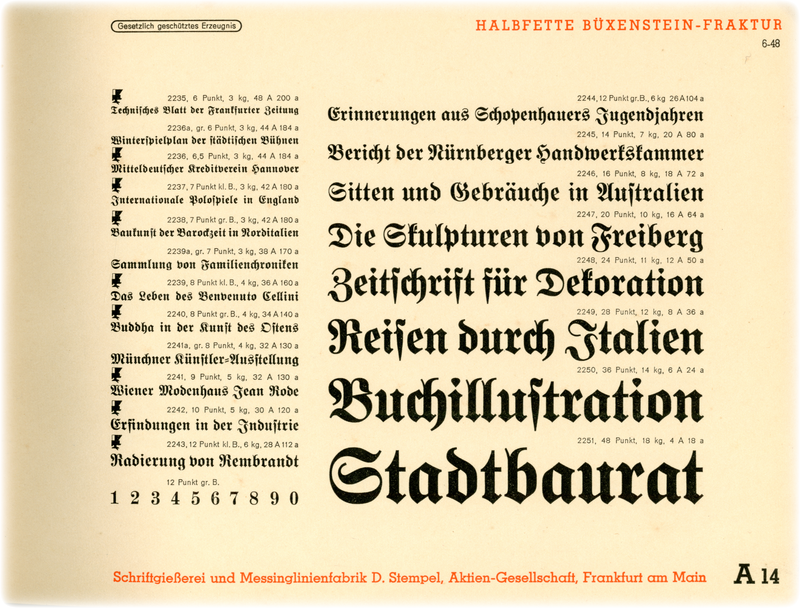 Gesetzlich geschütztes Erzeugnis
HALBFETTE BÜXENSTEIN-FRAKTUR
6-48
2235, 6 Punkt, 3 kg, 48 A 200 a
Technisches Blatt der Frankfurter Zeitung
2236a, gr. 6 Punkt, 3 kg, 44 A 184 a
Winterspielplan der städtischen Bühnen
2236, 6,5 Punkt, 3 kg, 44 A 184 a
Mitteldeutscher Kreditverein Hannover
2237, 7 Punkt kl. B., 3 kg, 42 A 180 a
Internationale Polospiele in England
2238, 7 Punkt gr. B., 3 kg, 42 A 180 a
Baukunst der Barockzeit in Norditalien
2239a, gr. 7 Punkt, 3 kg, 38 A 170 a
Sammlung von Familienchroniken
2239, 8 Punkt kl. B., 4 kg, 36 A 160 a
Das Leben des Benvenuto Cellini
2240, 8 Punkt gr. B., 4 kg, 34 A 140 a
Buddha in der Kunst des Ostens
2241a, gr. 8 Punkt, 4 kg, 32 A 130 a
Münchner Künstler-Ausstellung
2241, 9 Punkt, 5 kg, 32 A 130 a
Wiener Modenhaus Jean Rode
2242, 10 Punkt, 5 kg, 30 A 120 a
Erfindungen in der Industrie
2243, 12 Punkt kl. B., 6 kg, 28 A 112 a
Radierung von Rembrandt
12 Punkt gr. B.
1 2 3 4 5 6 7 8 9 0
2244, 12 Punkt gr. B., 6 kg 26 A 104 a
Erinnerungen aus Schopenhauers Jugendjahren
2245, 14 Punkt, 7 kg, 20 A 80 a
Bericht der Nürnberger Handwerkskammer
2246, 16 Punkt, 8 kg, 18 A 72 a
Sitten und Gebräuche in Australien
2247, 20 Punkt, 10 kg, 16 A 64 a
Die Skulpturen von Freiberg
2248, 24 Punkt, 11 kg, 12 A 50 a
Zeitschrift für Dekoration
2249, 28 Punkt, 12 kg, 8 A 36 a
Reisen durch Italien
2250, 36 Punkt, 14 kg, 6 A 24 a
Buchillustration
2251, 48 Punkt, 18 kg, 4 A 18 a
Stadtbaurat
Schriftgießerei und Messinglinienfabrik D. Stempel, Aktien-Gesellschaft, Frankfurt am Main
A 14